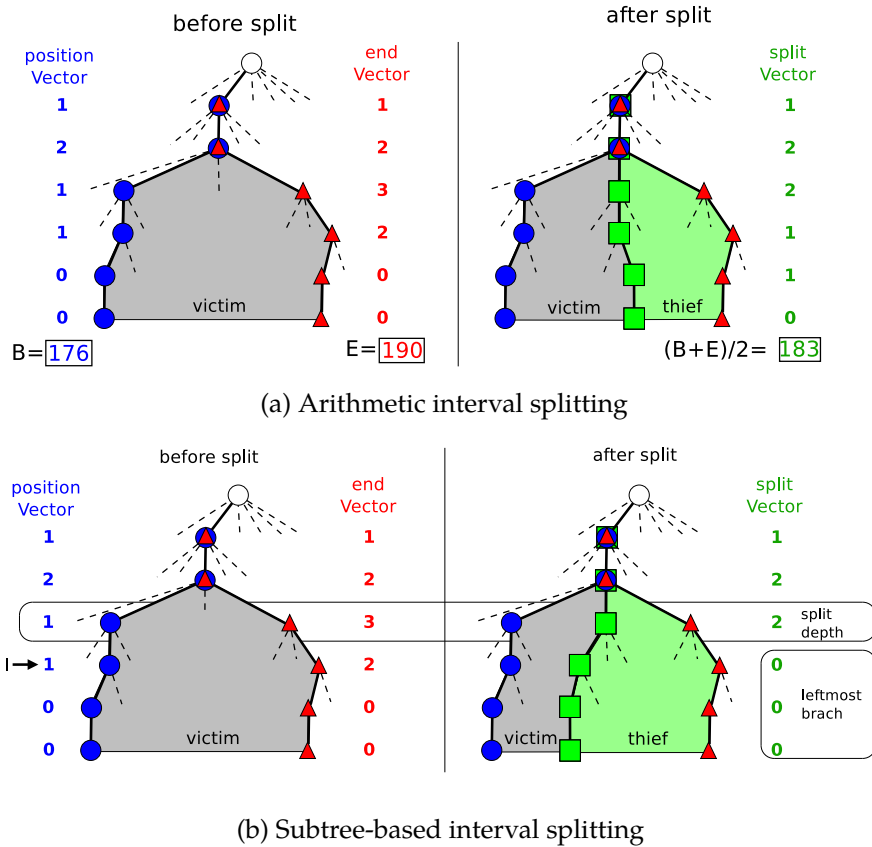 before split
after split
position
Vector
end
Vector
split
Vector
1
1
1
2
2
2
1
3
2
1
2
1
0
0
1
0
0
0
victim
victim
thief
B=176
E=190
(B+E)/2= 183
(a) Arithmetic interval splitting
before split
after split
position
Vector
end
Vector
split
Vector
1
1
1
2
2
2
1
3
2
split
depth
I
1
2
0
0
0
0
leftmost
brach
0
0
0
victim
victim
thief
(b) Subtree-based interval splitting